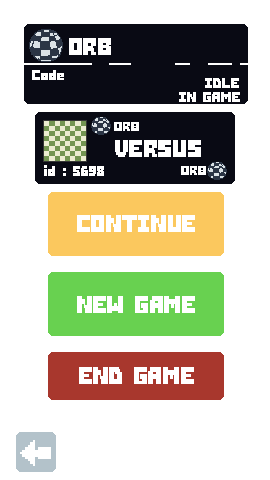 ORB
Code
IDLE
IN GAME
ORB
VERSUS
id : 5698
ORB
CONTINUE
NEW GAME
END GAME